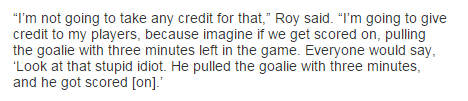 “I’m not going to take any credit for that,” Roy said. “I’m going to give
credit to my players, because imagine if we get scored on, pulling
the goalie with three minutes left in the game. Everyone would say,
‘Look at that stupid idiot. He pulled the goalie with three minutes,
and he got scored [on].’